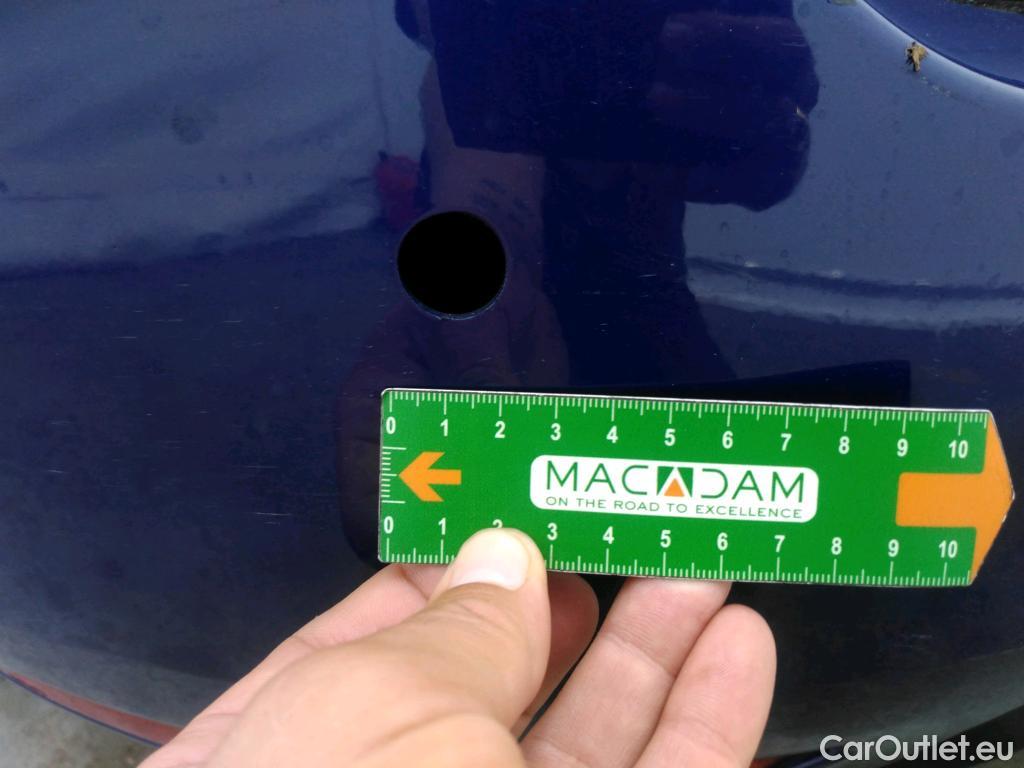 0 1 2 3 4 5 6 7 8 9 10
MACADAM
ON THE ROAD TO EXCELLENCE
0 1 2 3 4 5 6 7 8 9 10
CarOutlet.eu